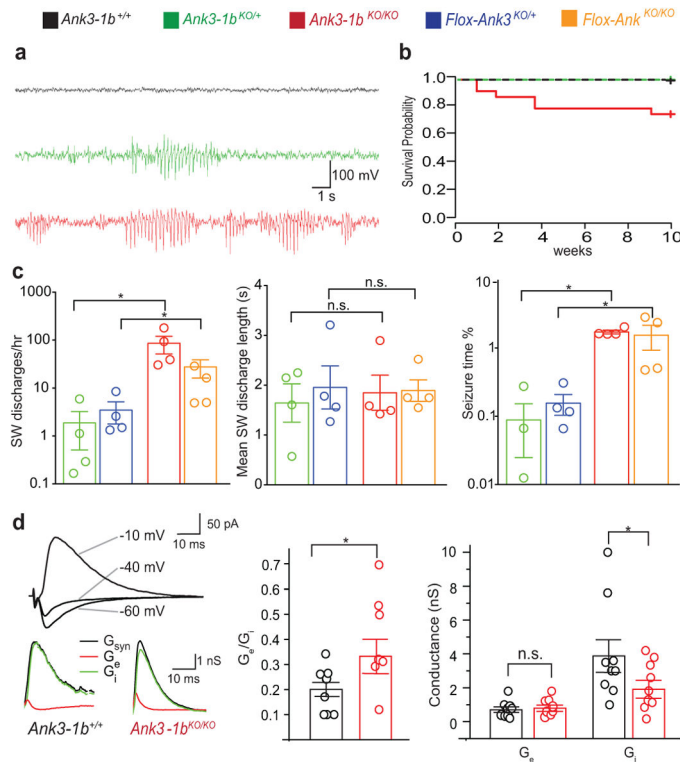 Ank3-1b+/+ Ank3-1bKO/+ Ank3-1bKO/KO Flox-Ank3KO/+ Flox-AnkKO/KO
a
100 mV
1 s
b
Survival Probability
1.0
0.8
0.6
0.4
0.2
0.0
0 2 4 6 8 10
weeks
c
SW discharges/hr
1000
100
10
1
0.1
*
*
Mean SW discharge length (s)
4
3
2
1
0
n.s.
n.s.
Seizure time %
10
1
0.1
0.01
*
*
d
50 pA
10 ms
-10 mV
-40 mV
-60 mV
Gsyn
Ge
Gi
1 nS
10 ms
Ank3-1b+/+ Ank3-1bKO/KO
Ge/Gi
0.7
0.6
0.5
0.4
0.3
0.2
0.1
*
Conductance (nS)
10
8
6
4
2
0
n.s.
*
Ge Gi